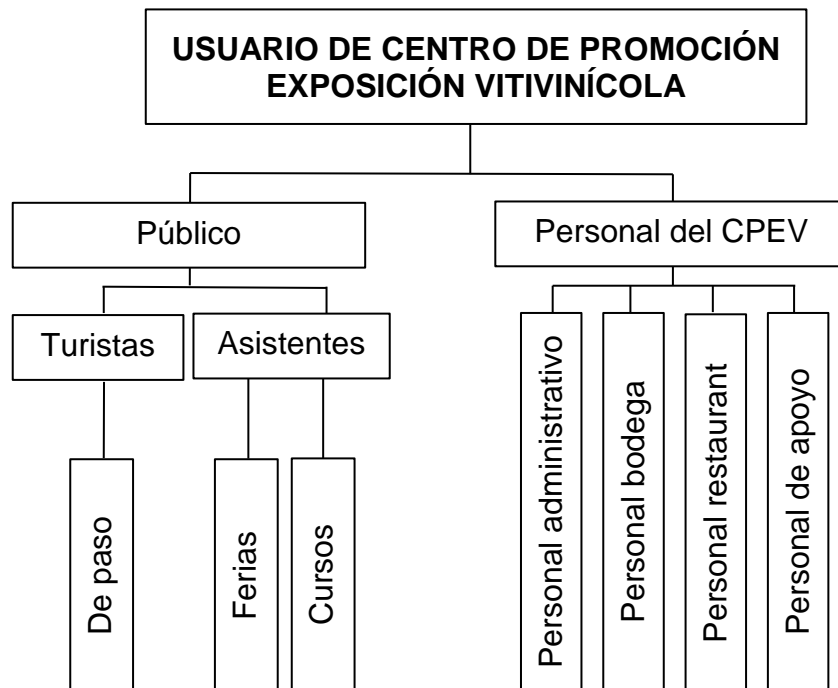 USUARIO DE CENTRO DE PROMOCIÓN
EXPOSICIÓN VITIVINÍCOLA
Público
Personal del CPEV
Turistas
Asistentes
De paso
Ferias
Cursos
Personal administrativo
Personal bodega
Personal restaurant
Personal de apoyo